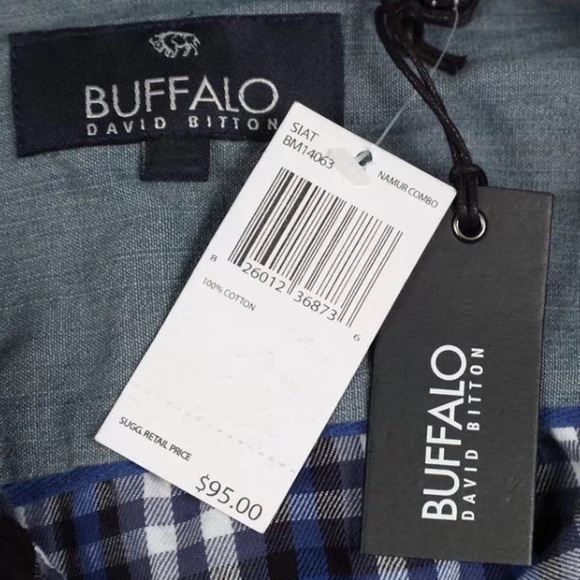 BUFFALO
DAVID BITTON
SIAT
BM14063
NAMUR COMBO
8 26012 36873 6
100% COTTON
SUGG. RETAIL PRICE
$95.00
BUFFALO
DAVID BITTON